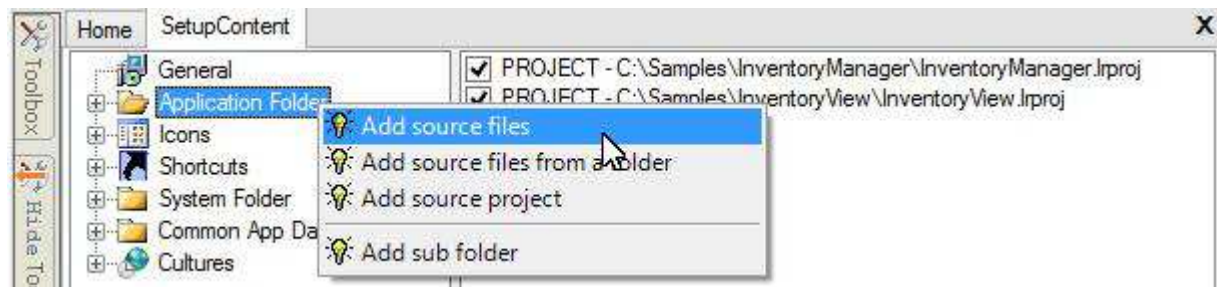 Home SetupContent X
Toolbox
Hide To
General
Application Folder
Icons
Shortcuts
System Folder
Common App Da
Cultures
PROJECT - C:\Samples\InventoryManager\InventoryManager.lrproj
PROJECT - C:\Samples\InventoryView\InventoryView.lrproj
Add source files
Add source files from a folder
Add source project
Add sub folder